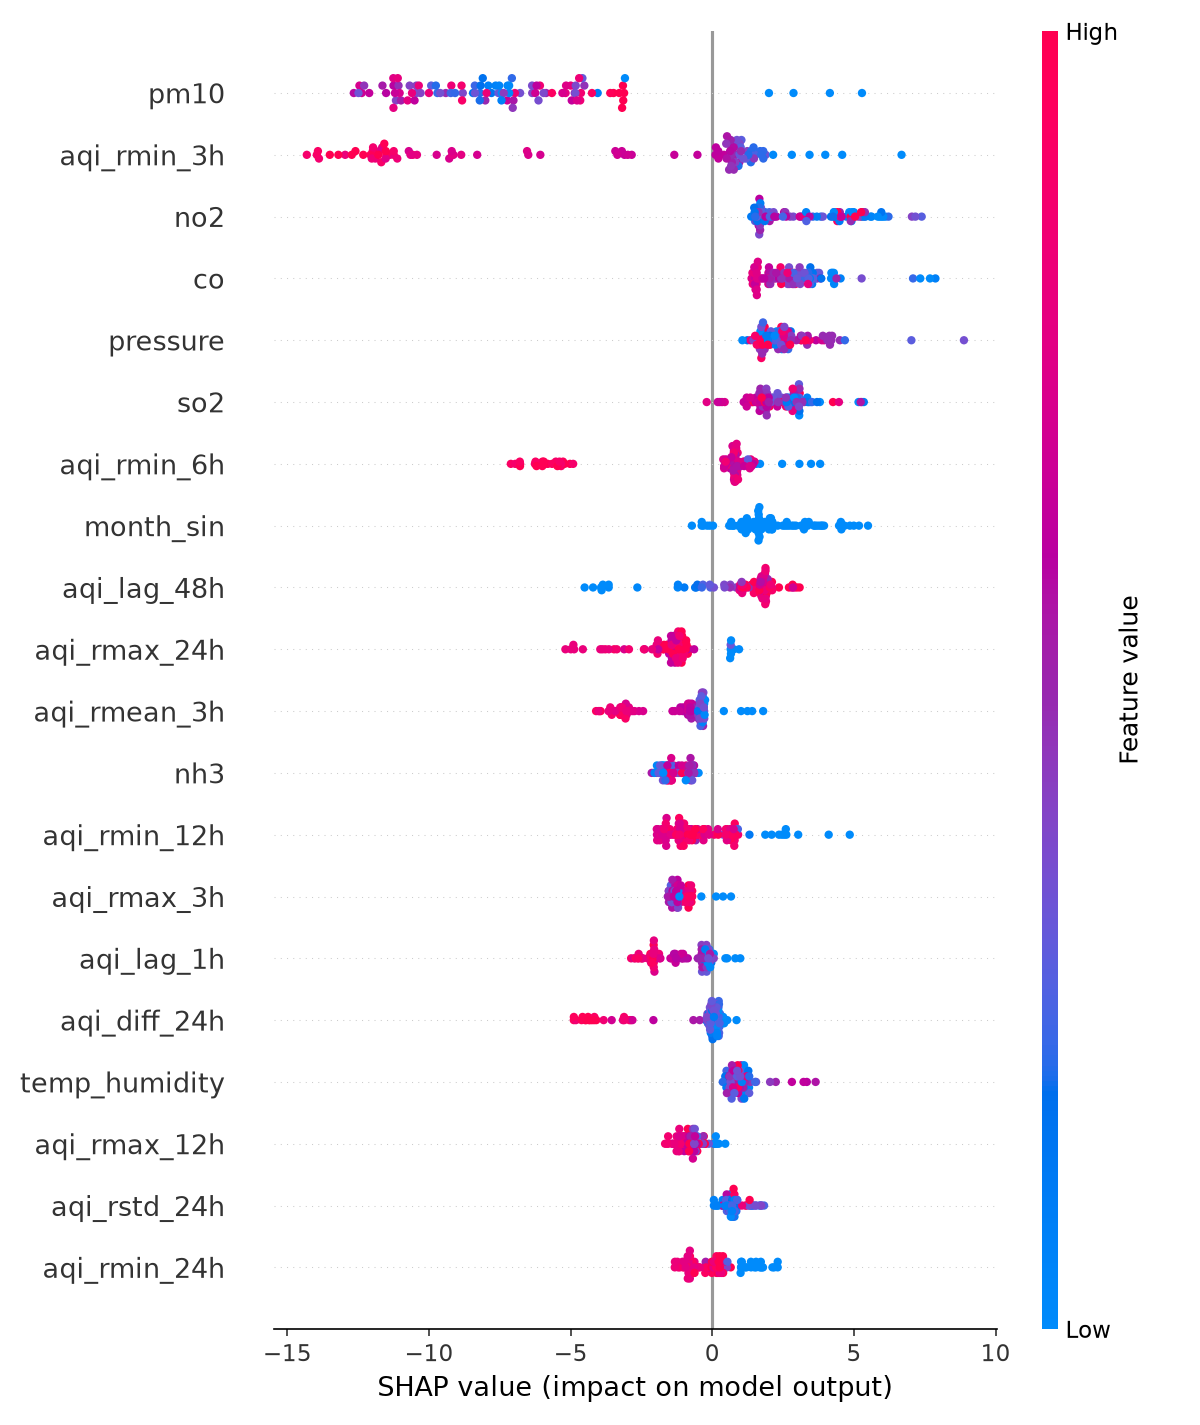 High
pm10
aqi_rmin_3h
no2
co
pressure
so2
aqi_rmin_6h
month_sin
aqi_lag_48h
aqi_rmax_24h
aqi_rmean_3h
nh3
aqi_rmin_12h
aqi_rmax_3h
aqi_lag_1h
aqi_diff_24h
temp_humidity
aqi_rmax_12h
aqi_rstd_24h
aqi_rmin_24h
Feature value
Low
−15 −10 −5 0 5 10
SHAP value (impact on model output)